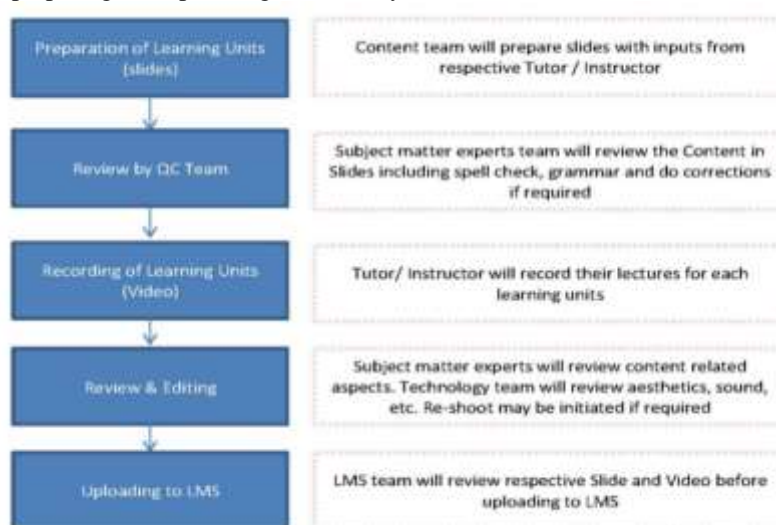 Preparation of Learning Units
(slides)
Content team will prepare slides with inputs from
respective Tutor / Instructor
Review by QC Team
Subject matter experts team will review the Content in
Slides including spell check, grammar and do corrections
if required
Recording of Learning Units
(Video)
Tutor/ Instructor will record their lectures for each
learning units
Review & Editing
Subject matter experts will review content related
aspects. Technology team will review aesthetics, sound,
etc. Re-shoot may be initiated if required
Uploading to LMS
LMS team will review respective Slide and Video before
uploading to LMS